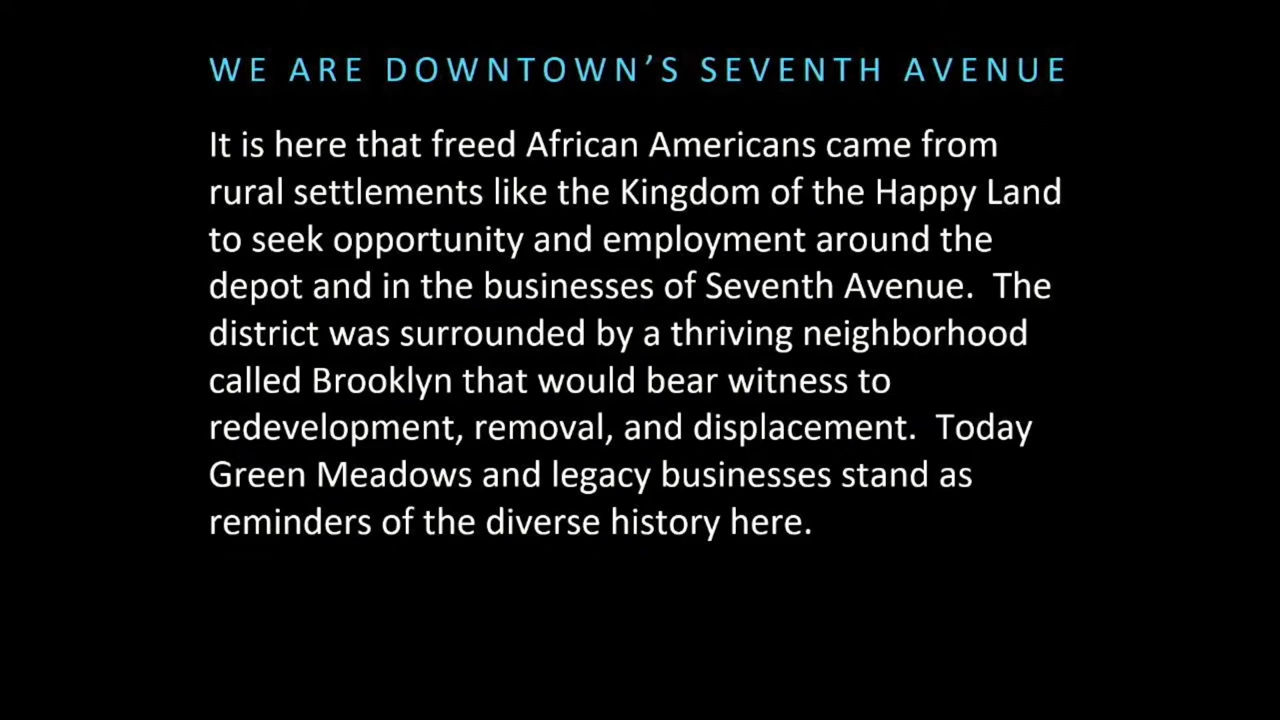 WE ARE DOWNTOWN’S SEVENTH AVENUE
It is here that freed African Americans came from
rural settlements like the Kingdom of the Happy Land
to seek opportunity and employment around the
depot and in the businesses of Seventh Avenue.  The
district was surrounded by a thriving neighborhood
called Brooklyn that would bear witness to
redevelopment, removal, and displacement.  Today
Green Meadows and legacy businesses stand as
reminders of the diverse history here.